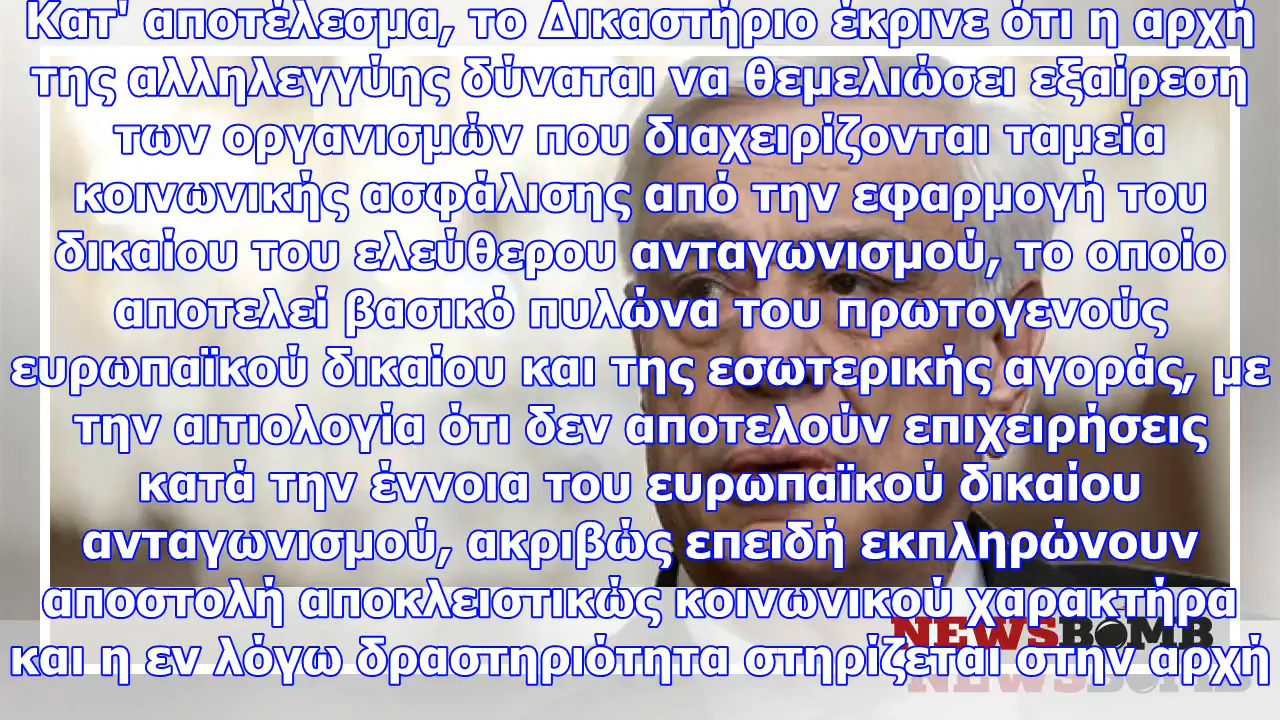 Κατ' αποτέλεσμα, το Δικαστήριο έκρινε ότι η αρχή
της αλληλεγγύης δύναται να θεμελιώσει εξαίρεση
των οργανισμών που διαχειρίζονται ταμεία
κοινωνικής ασφάλισης από την εφαρμογή του
δικαίου του ελεύθερου ανταγωνισμού, το οποίο
αποτελεί βασικό πυλώνα του πρωτογενούς
ευρωπαϊκού δικαίου και της εσωτερικής αγοράς, με
την αιτιολογία ότι δεν αποτελούν επιχειρήσεις
κατά την έννοια του ευρωπαϊκού δικαίου
ανταγωνισμού, ακριβώς επειδή εκπληρώνουν
αποστολή αποκλειστικώς κοινωνικού χαρακτήρα
NEWSBOMB
και η εν λόγω δραστηριότητα στηρίζεται στην αρχή
NEWSBOMB